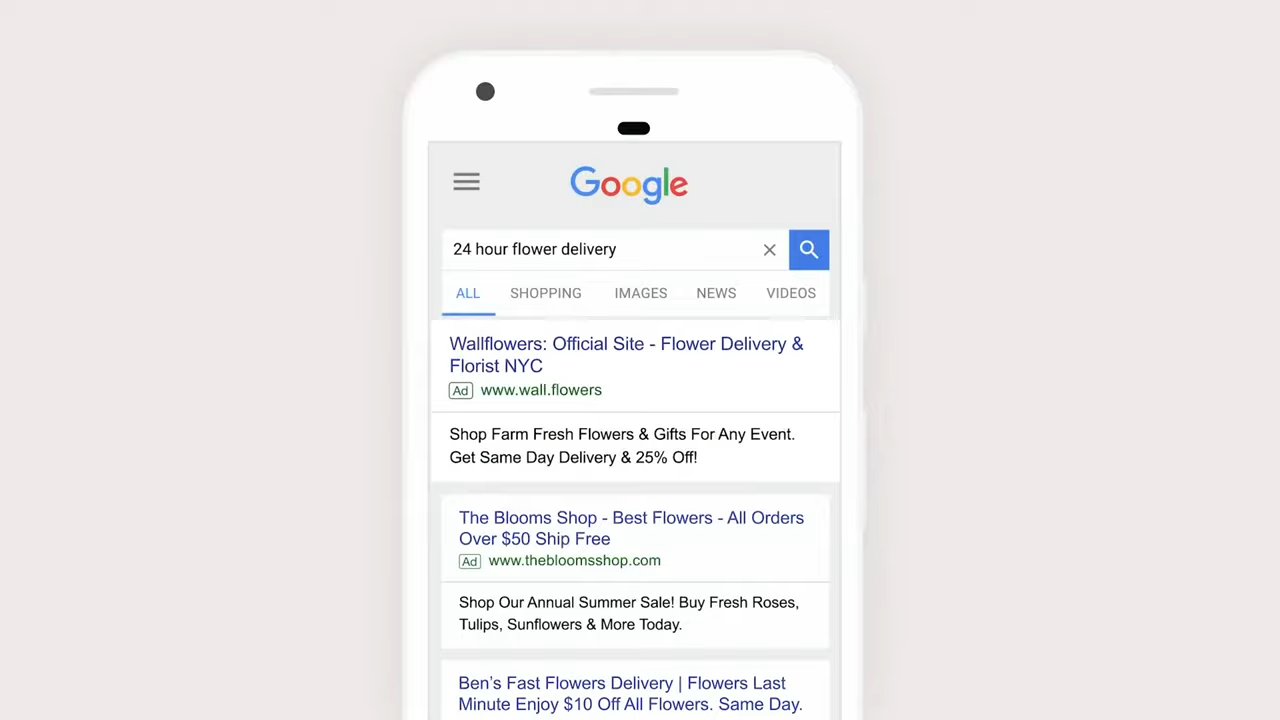 Google
24 hour flower delivery
ALL SHOPPING IMAGES NEWS VIDEOS
Wallflowers: Official Site - Flower Delivery &
Florist NYC
Ad www.wall.flowers
Shop Farm Fresh Flowers & Gifts For Any Event.
Get Same Day Delivery & 25% Off!
The Blooms Shop - Best Flowers - All Orders
Over $50 Ship Free
Ad www.thebloomsshop.com
Shop Our Annual Summer Sale! Buy Fresh Roses,
Tulips, Sunflowers & More Today.
Ben’s Fast Flowers Delivery | Flowers Last
Minute Enjoy $10 Off All Flowers. Same Day.